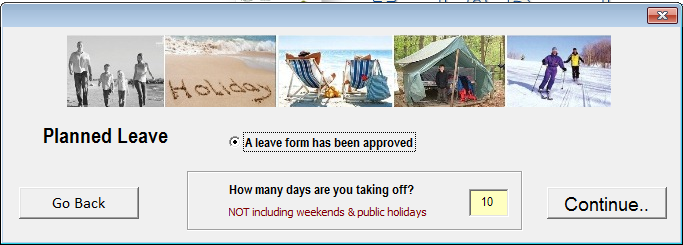 Holiday
Planned Leave
A leave form has been approved
How many days are you taking off?
NOT including weekends & public holidays
10
Go Back
Continue..